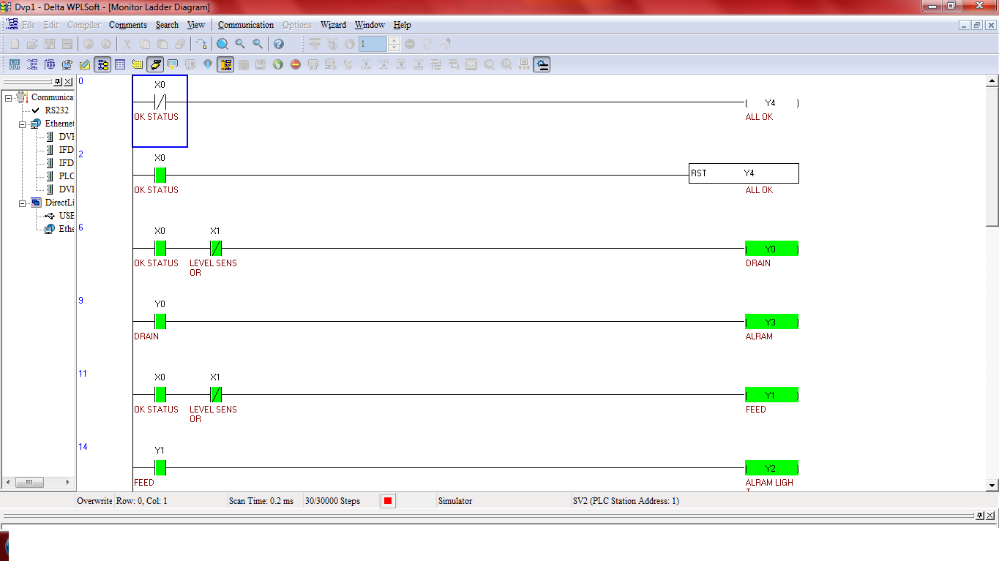 Dvp1 - Delta WPLSoft - [Monitor Ladder Diagram]
File Edit Compiler Comments Search View Communication Options Wizard Window Help
1
Communica
RS232
Ethernet
DVI
IFD
IFD
PLC
DVI
DirectLi
USE
Ethe
0
X0
OK STATUS
( Y4 )
ALL OK
2
X0
OK STATUS
RST Y4
ALL OK
6
X0 X1
OK STATUS LEVEL SENS
OR
( Y0 )
DRAIN
9
Y0
DRAIN
( Y3 )
ALRAM
11
X0 X1
OK STATUS LEVEL SENS
OR
( Y1 )
FEED
14
Y1
FEED
( Y2 )
ALRAM LIGH
Overwrite Row: 0, Col: 1 Scan Time: 0.2 ms 30/30000 Steps Simulator SV2 (PLC Station Address: 1)